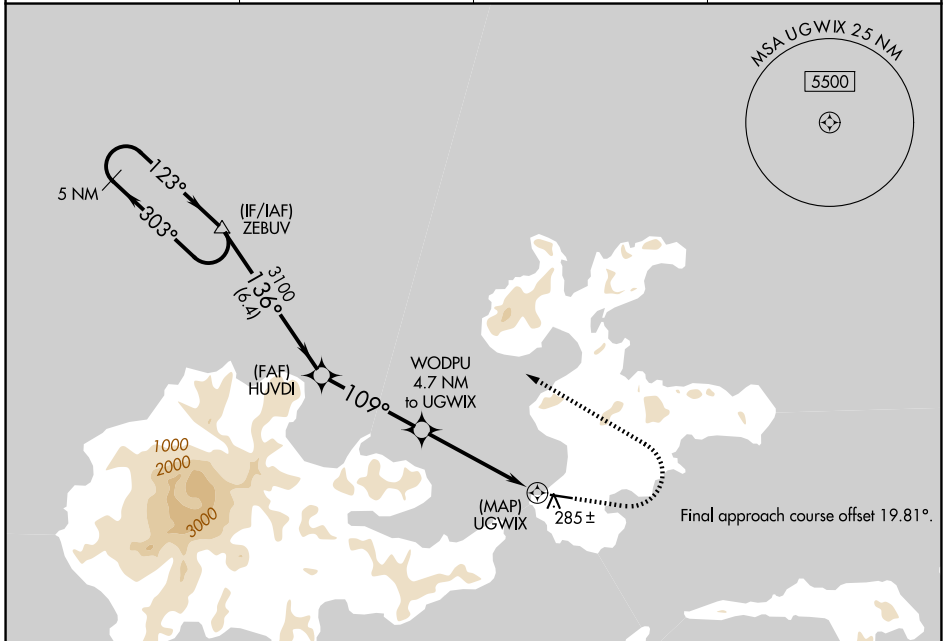 MSA UGWIX 25 NM
5500
5 NM
123°
303°
(IF/IAF)
ZEBUV
3100
136°
(6.4)
(FAF)
HUVDI
109°
WODPU
4.7 NM
to UGWIX
1000
2000
3000
(MAP)
UGWIX
285 ±
Final approach course offset 19.81°.